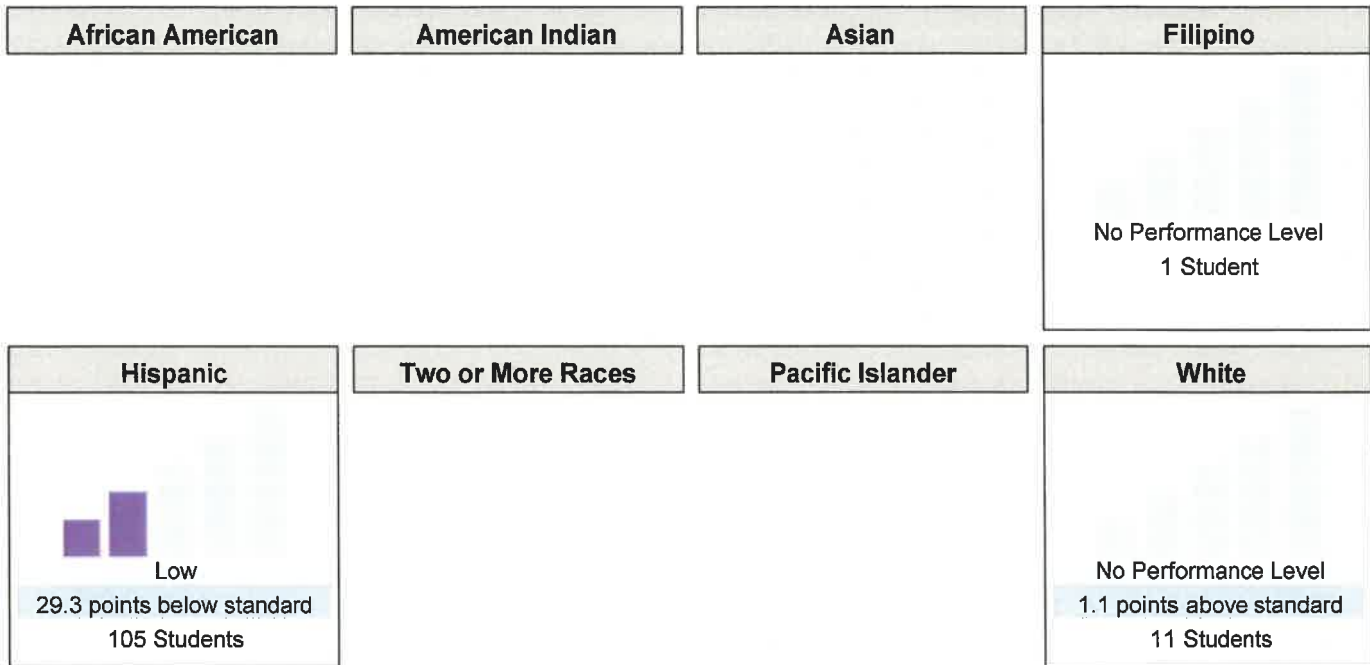 African American
American Indian
Asian
Filipino
No Performance Level
1 Student
Hispanic
Two or More Races
Pacific Islander
White
Low
29.3 points below standard
105 Students
No Performance Level
1.1 points above standard
11 Students